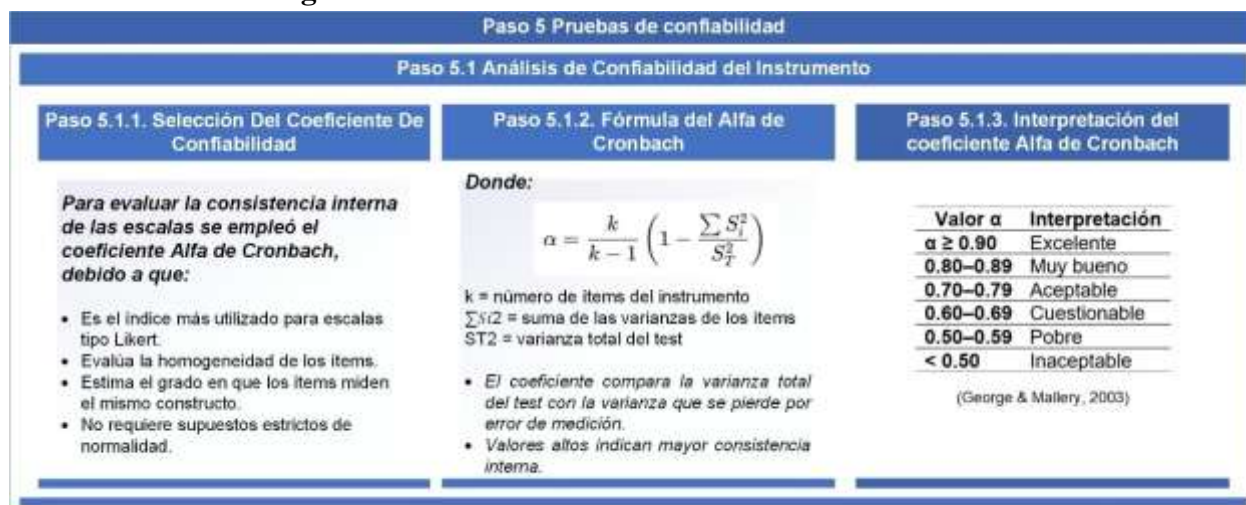 Paso 5 Pruebas de confiabilidad
Paso 5.1 Análisis de Confiabilidad del Instrumento
Paso 5.1.1. Selección Del Coeficiente De
Confiabilidad
Para evaluar la consistencia interna
de las escalas se empleó el
coeficiente Alfa de Cronbach,
debido a que:
• Es el índice más utilizado para escalas
tipo Likert.
• Evalúa la homogeneidad de los ítems.
• Estima el grado en que los ítems miden
el mismo constructo.
• No requiere supuestos estrictos de
normalidad.
Paso 5.1.2. Fórmula del Alfa de
Cronbach
Donde:
α = k / (k − 1) (1 − ∑ S_i^2 / S_T^2)
k = número de ítems del instrumento
∑Si2 = suma de las varianzas de los ítems
ST2 = varianza total del test
• El coeficiente compara la varianza total
del test con la varianza que se pierde por
error de medición.
• Valores altos indican mayor consistencia
interna.
Paso 5.1.3. Interpretación del
coeficiente Alfa de Cronbach
Valor α Interpretación
α ≥ 0.90 Excelente
0.80–0.89 Muy bueno
0.70–0.79 Aceptable
0.60–0.69 Cuestionable
0.50–0.59 Pobre
< 0.50 Inaceptable
(George & Mallery, 2003)